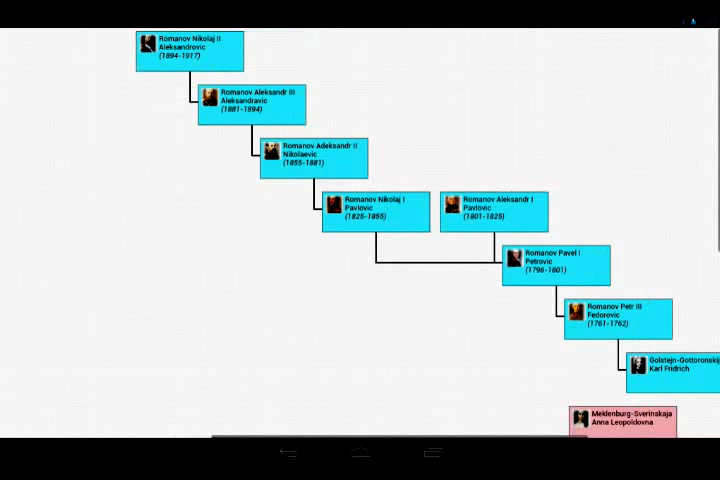 Romanov Nikolaj II
Aleksandrovic
(1894-1917)
Romanov Aleksandr III
Aleksandravic
(1881-1894)
Romanov Adeksandr II
Nikolaevic
(1855-1881)
Romanov Nikolaj I
Pavlovic
(1825-1855)
Romanov Aleksandr I
Pavlovic
(1801-1825)
Romanov Pavel I
Petrovic
(1796-1801)
Romanov Petr III
Fedorovic
(1761-1762)
Golstejn-Gottoronskij
Karl Fridrich
Meklenburg-Sverinskaja
Anna Leopoldovna